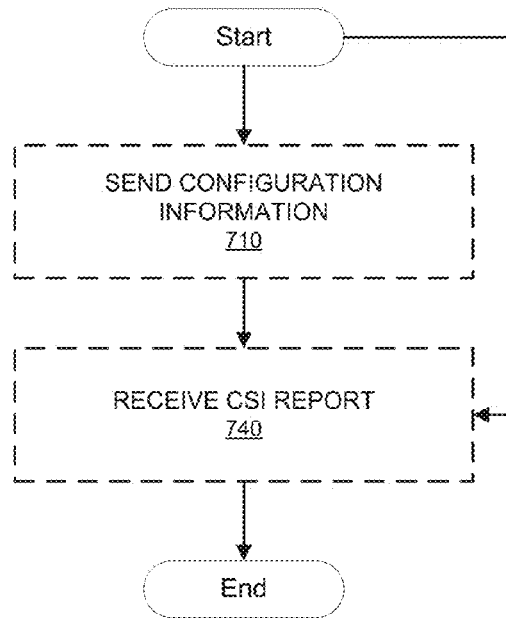 Start
SEND CONFIGURATION
INFORMATION
710
RECEIVE CSI REPORT
740
End